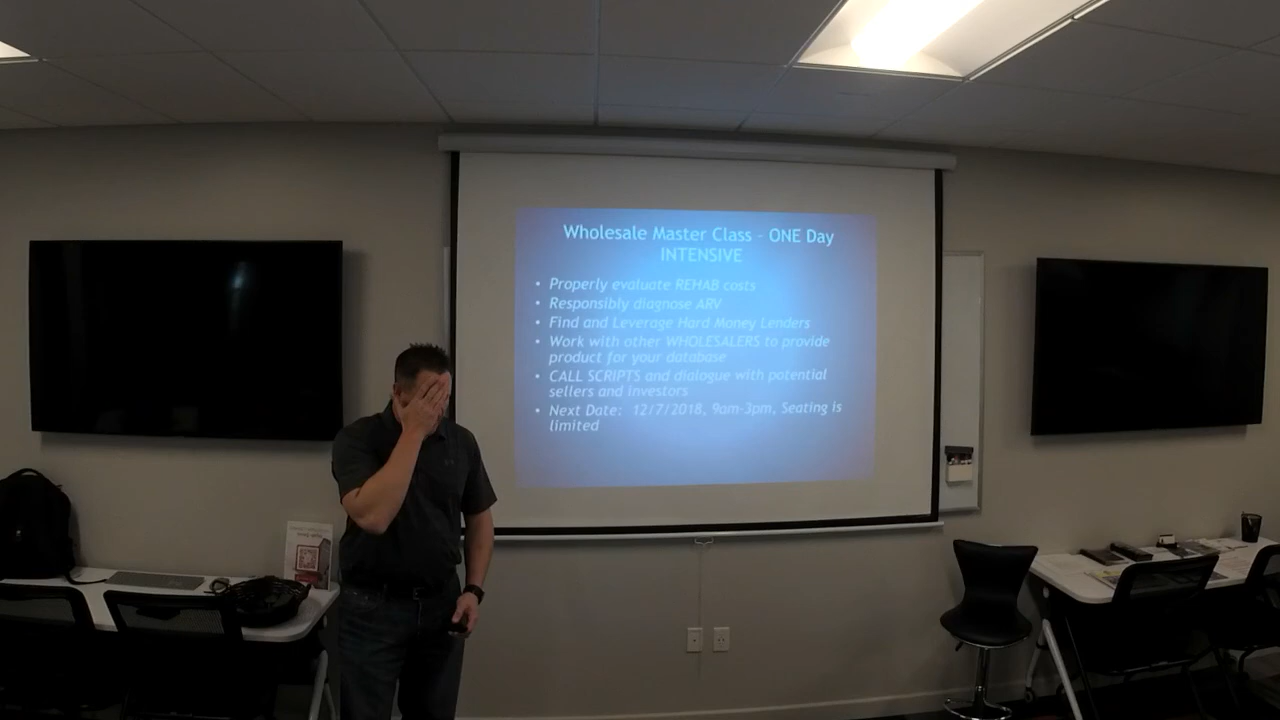 Wholesale Master Class - ONE Day
INTENSIVE
• Properly evaluate REHAB costs
• Responsibly diagnose ARV
• Find and Leverage Hard Money Lenders
• Work with other WHOLESALERS to provide
product for your database
• CALL SCRIPTS and dialogue with potential
sellers and investors
• Next Date: 12/7/2018, 9am-3pm, Seating is
limited